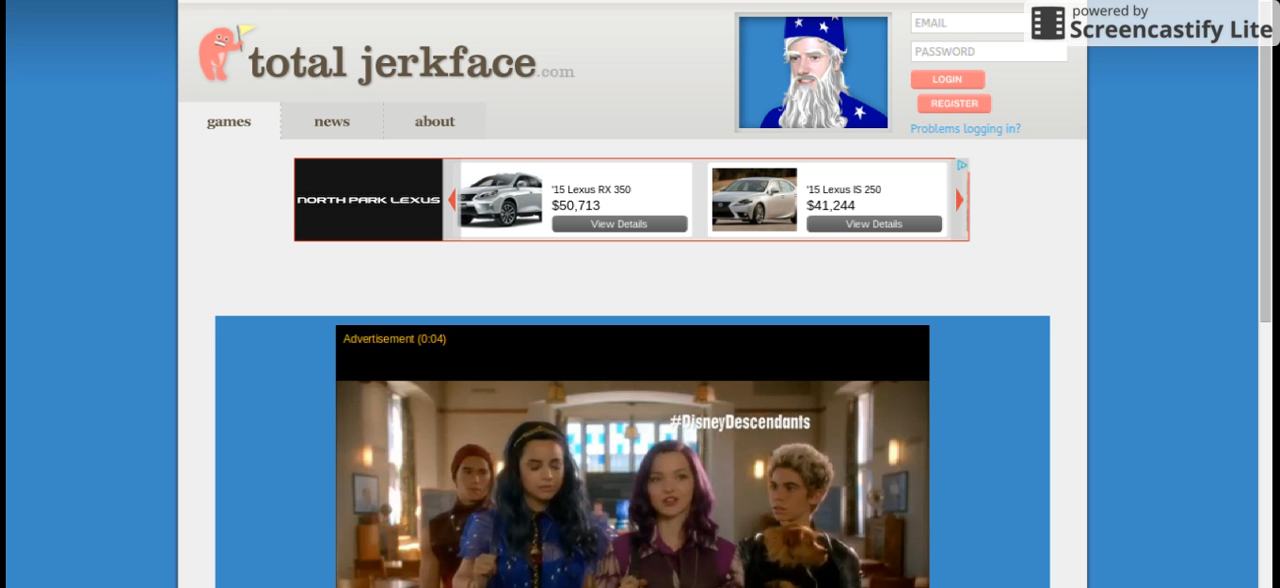 powered by
Screencastify Lite
total jerkface.com
EMAIL
PASSWORD
LOGIN
REGISTER
Problems logging in?
games
news
about
NORTH PARK LEXUS
'15 Lexus RX 350
$50,713
View Details
'15 Lexus IS 250
$41,244
View Details
Advertisement (0:04)
#DisneyDescendants